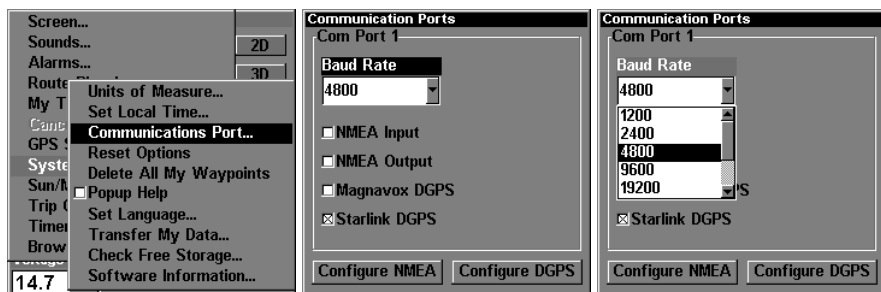 Screen...
Sounds...
2D
Alarms...
3D
Route
Units of Measure...
My T
Set Local Time...
Canc
Communications Port...
GPS S
Reset Options
Syste
Delete All My Waypoints
Sun/M
Popup Help
Trip
Set Language...
Timer
Transfer My Data...
Brow
Check Free Storage...
14.7
Software Information...
Communication Ports
Com Port 1
Baud Rate
4800
NMEA Input
NMEA Output
Magnavox DGPS
Starlink DGPS
Configure NMEA Configure DGPS
Communication Ports
Com Port 1
Baud Rate
4800
1200
2400
4800
9600
19200
PS
Starlink DGPS
Configure NMEA Configure DGPS